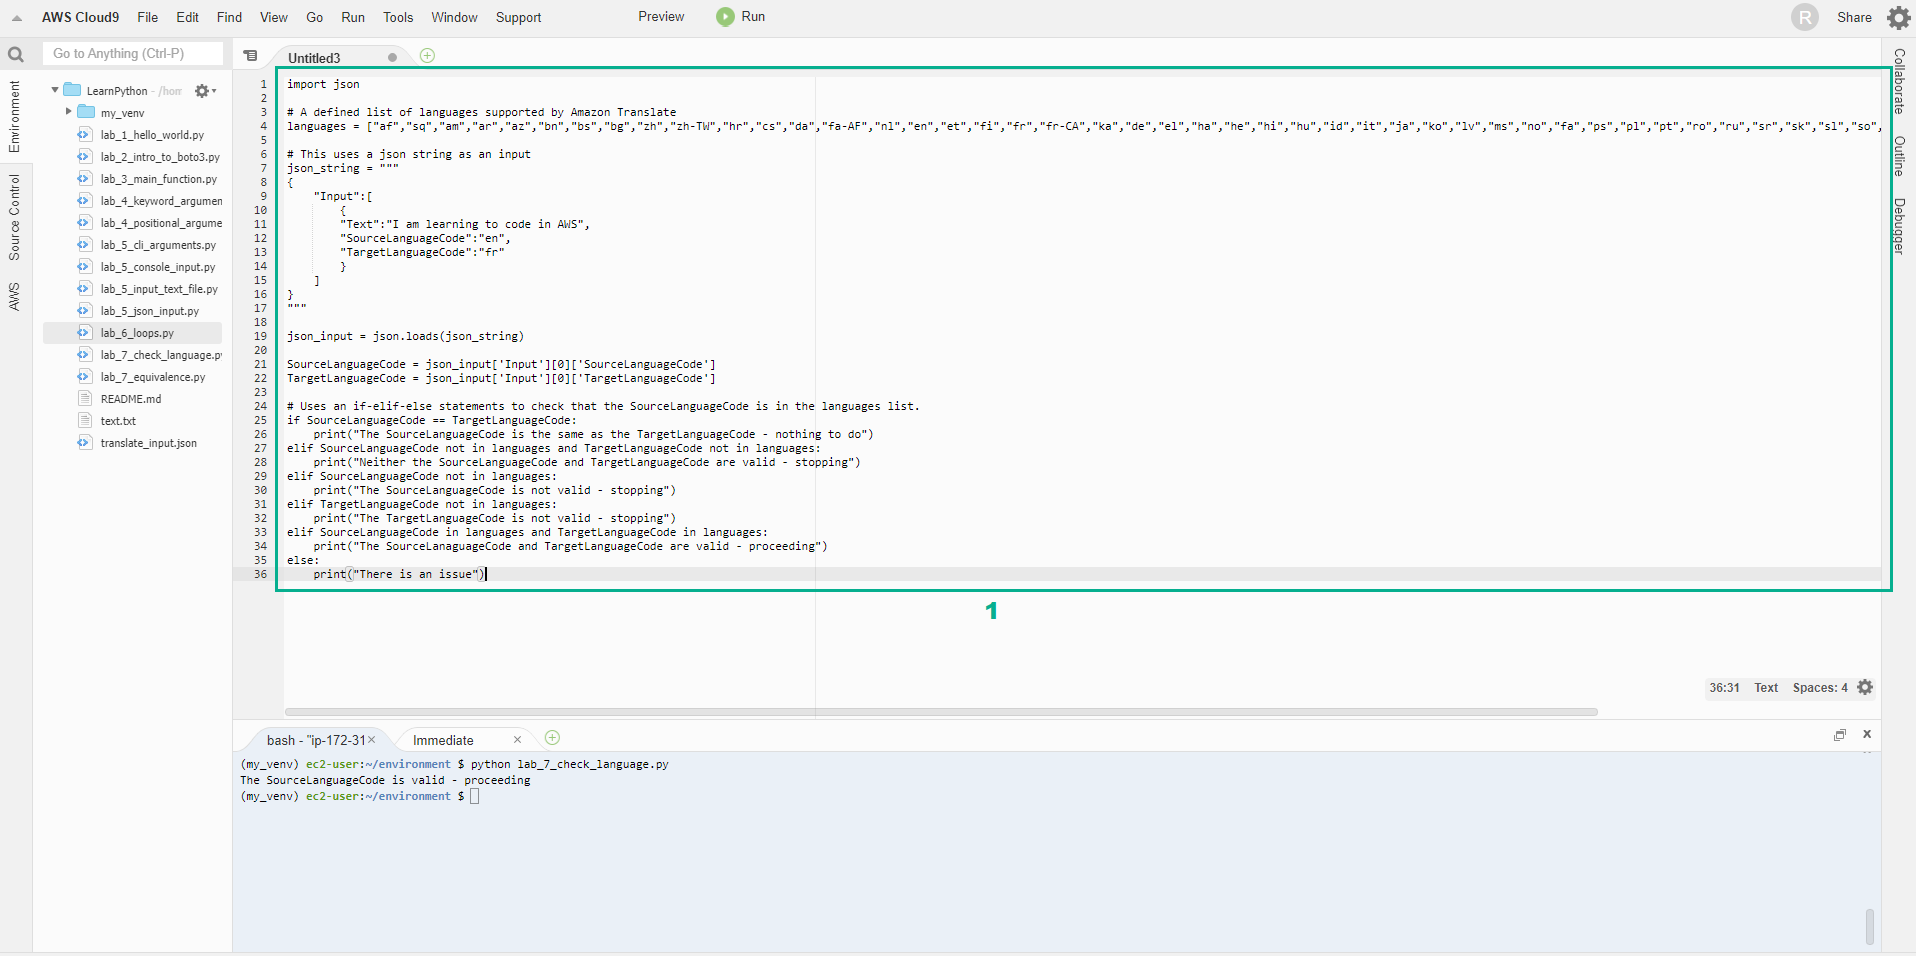 AWS Cloud9 File Edit Find View Go Run Tools Window Support Preview Run R Share
Go to Anything (Ctrl-P)
Environment
Source Control
AWS
LearnPython - /hom
my_venv
lab_1_hello_world.py
lab_2_intro_to_boto3.py
lab_3_main_function.py
lab_4_keyword_argumen
lab_4_positional_argume
lab_5_cli_arguments.py
lab_5_console_input.py
lab_5_input_text_file.py
lab_5_json_input.py
lab_6_loops.py
lab_7_check_language.py
lab_7_equivalence.py
README.md
text.txt
translate_input.json
Untitled3
1 import json
2
3 # A defined list of languages supported by Amazon Translate
4 languages = ["af","sq","am","ar","az","bn","bs","bg","zh","zh-TW","hr","cs","da","fa-AF","nl","en","et","fi","fr","fr-CA","ka","de","el","ha","he","hi","hu","id","it","ja","ko","lv","ms","no","fa","ps","pl","pt","ro","ru","sr","sk","sl","so",
5
6 # This uses a json string as an input
7 json_string = """
8 {
9 "Input":[
10 {
11 "Text":"I am learning to code in AWS",
12 "SourceLanguageCode":"en",
13 "TargetLanguageCode":"fr"
14 }
15 ]
16 }
17 """
18
19 json_input = json.loads(json_string)
20
21 SourceLanguageCode = json_input['Input'][0]['SourceLanguageCode']
22 TargetLanguageCode = json_input['Input'][0]['TargetLanguageCode']
23
24 # Uses an if-elif-else statements to check that the SourceLanguageCode is in the languages list.
25 if SourceLanguageCode == TargetLanguageCode:
26 print("The SourceLanguageCode is the same as the TargetLanguageCode - nothing to do")
27 elif SourceLanguageCode not in languages and TargetLanguageCode not in languages:
28 print("Neither the SourceLanguageCode and TargetLanguageCode are valid - stopping")
29 elif SourceLanguageCode not in languages:
30 print("The SourceLanguageCode is not valid - stopping")
31 elif TargetLanguageCode not in languages:
32 print("The TargetLanguageCode is not valid - stopping")
33 elif SourceLanguageCode in languages and TargetLanguageCode in languages:
34 print("The SourceLanaguageCode and TargetLanguageCode are valid - proceeding")
35 else:
36 print("There is an issue")
1
36:31 Text Spaces: 4
Collaborate
Outline
Debugger
bash - "ip-172-31 Immediate
(my_venv) ec2-user:~/environment $ python lab_7_check_language.py
The SourceLanguageCode is valid - proceeding
(my_venv) ec2-user:~/environment $